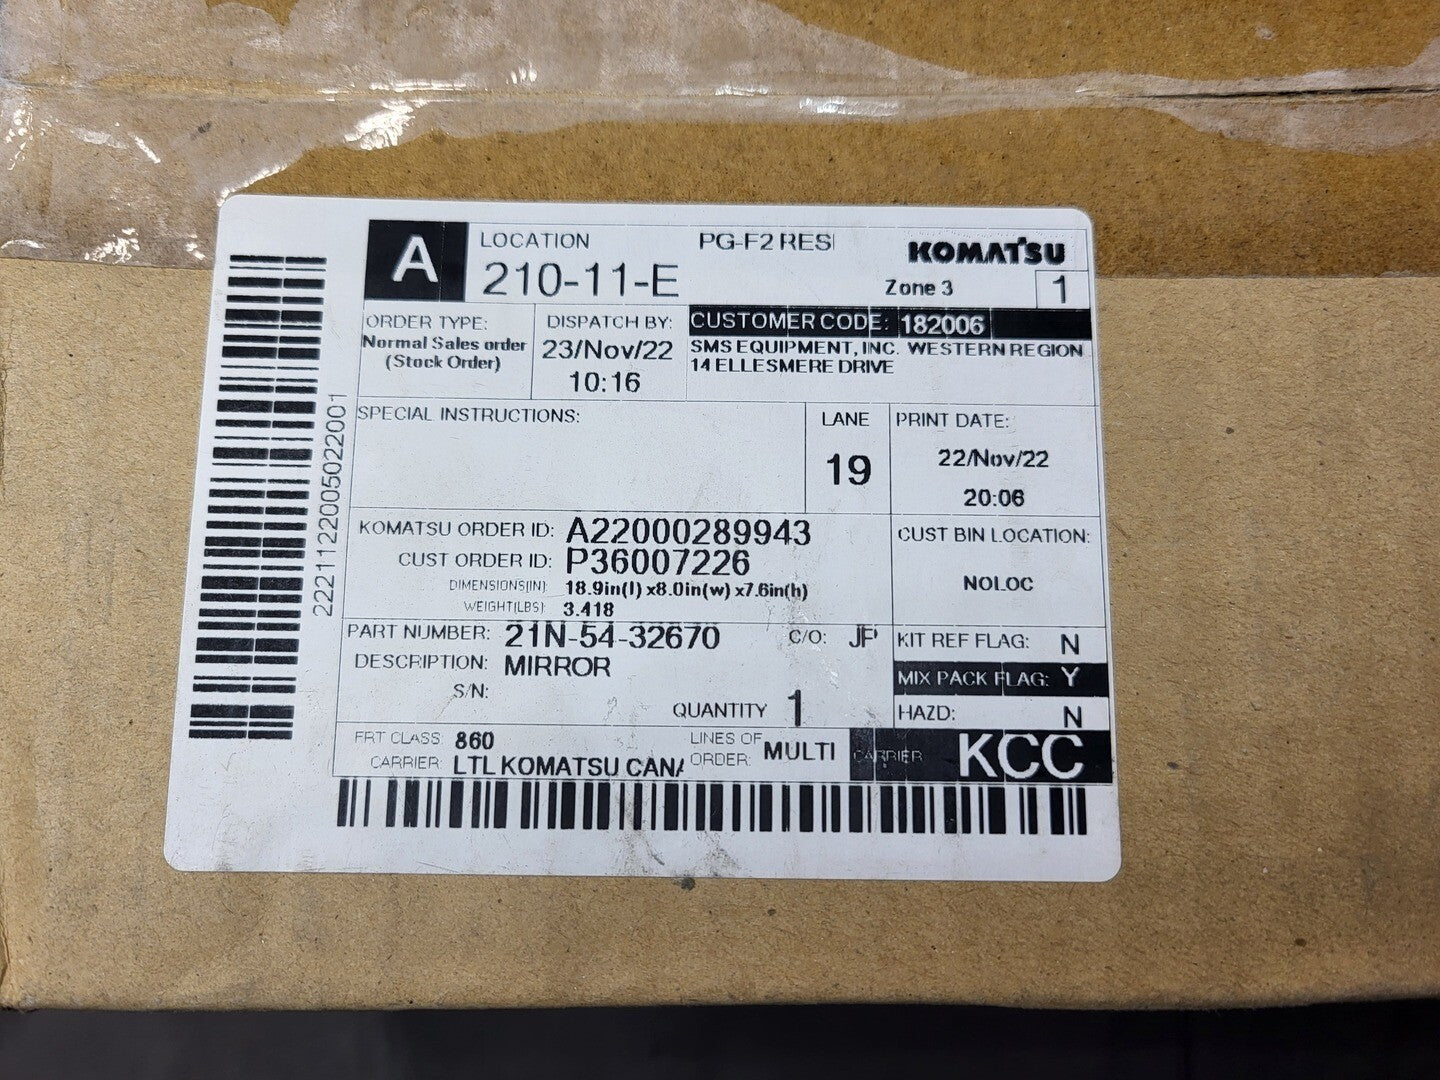 A
LOCATION
210-11-E
PG-F2 RES
KOMATSU
Zone 3
1
ORDER TYPE:
Normal Sales order
(Stock Order)
DISPATCH BY:
23/Nov/22
10:16
CUSTOMER CODE: 182006
SMS EQUIPMENT, INC. WESTERN REGION
14 ELLESMERE DRIVE
SPECIAL INSTRUCTIONS:
LANE
19
PRINT DATE:
22/Nov/22
20:06
KOMATSU ORDER ID: A22000289943
CUST ORDER ID: P36007226
DIMENSIONS(IN): 18.9in(l) x8.0in(w) x7.6in(h)
WEIGHT(LBS): 3.418
CUST BIN LOCATION:
NOLOC
PART NUMBER: 21N-54-32670
C/O: JP
DESCRIPTION: MIRROR
S/N:
QUANTITY 1
KIT REF FLAG: N
MIX PACK FLAG: Y
HAZD: N
FRT CLASS: 860
CARRIER: LTL KOMATSU CANA
LINES OF
ORDER: MULTI
CARRIER KCC